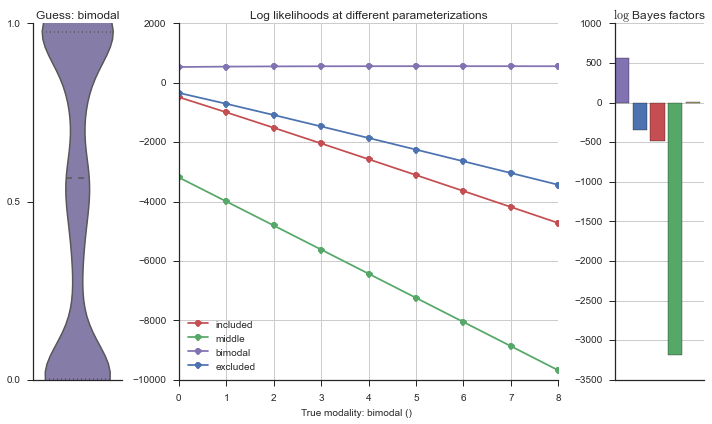 Guess: bimodal
1.0
0.5
0.0
Log likelihoods at different parameterizations
2000
0
−2000
−4000
−6000
−8000
−10000
included
middle
bimodal
excluded
0 1 2 3 4 5 6 7 8
True modality: bimodal ()
log Bayes factors
1000
500
0
−500
−1000
−1500
−2000
−2500
−3000
−3500